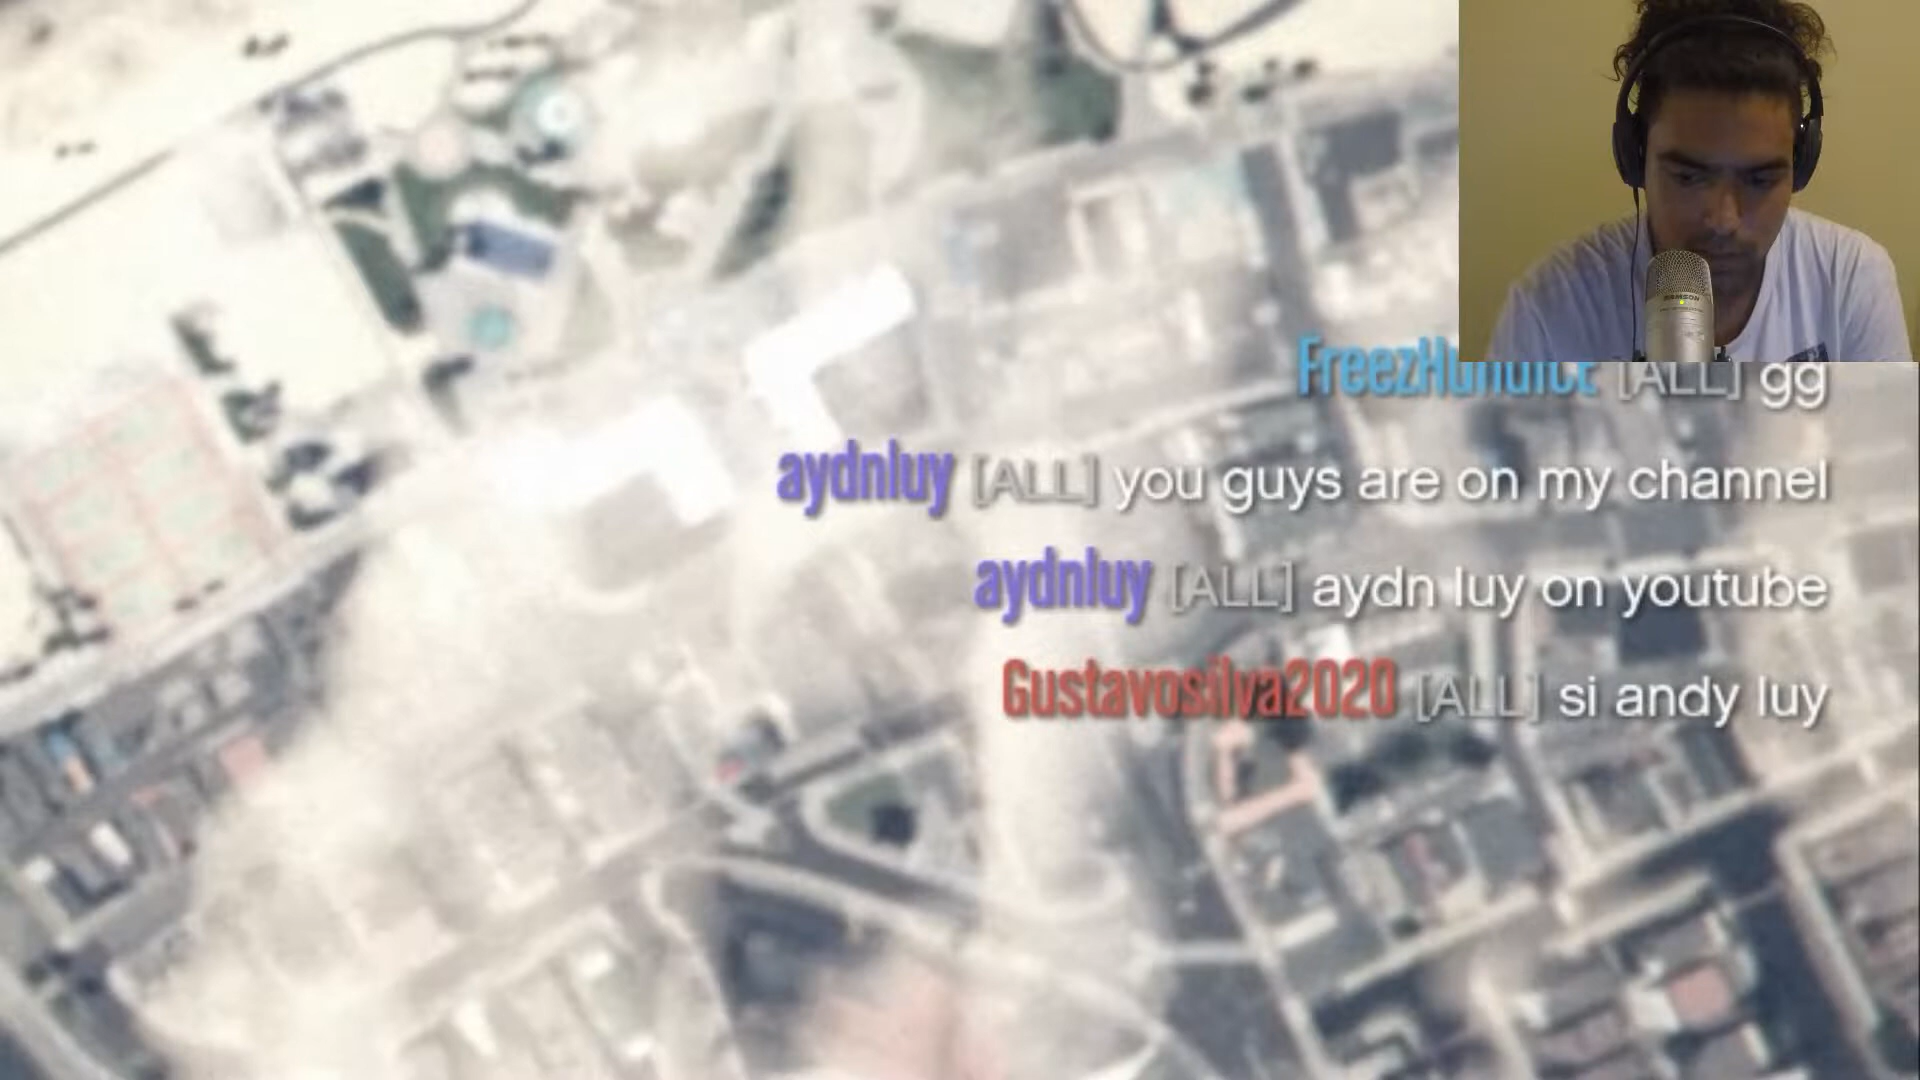 [ALL] gg
aydnluy [ALL] you guys are on my channel
aydnluy [ALL] aydn luy on youtube
Gustavosilva2020 [ALL] si andy luy
SAMSON